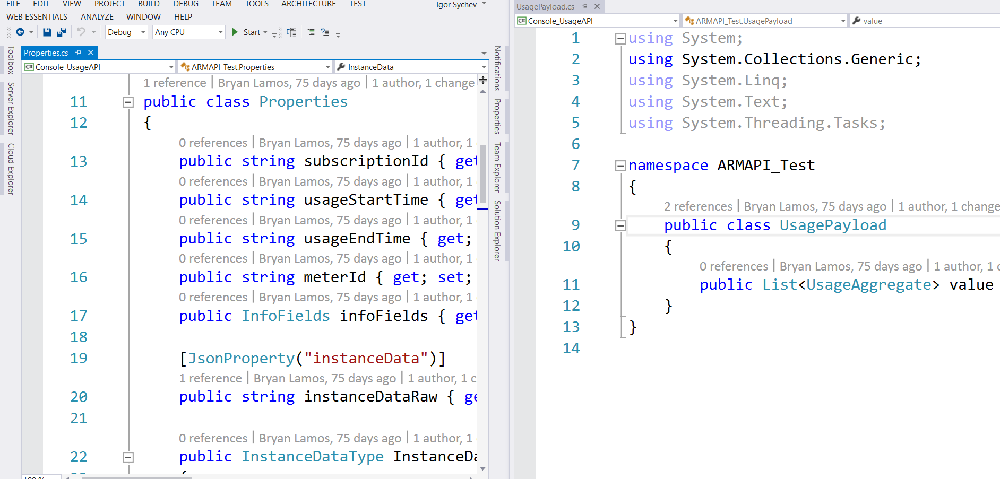 FILE EDIT VIEW PROJECT BUILD DEBUG TEAM TOOLS ARCHITECTURE TEST Igor Sychev
WEB ESSENTIALS ANALYZE WINDOW HELP
Debug Any CPU Start
Toolbox
Server Explorer
Cloud Explorer
Properties.cs
Console_UsageAPI ARMAPI_Test.Properties InstanceData
1 reference | Bryan Lamos, 75 days ago | 1 author, 1 change
11 public class Properties
12 {
0 references | Bryan Lamos, 75 days ago | 1 author, 1
13 public string subscriptionId { get
0 references | Bryan Lamos, 75 days ago | 1 author, 1
14 public string usageStartTime { get
0 references | Bryan Lamos, 75 days ago | 1 author, 1
15 public string usageEndTime { get;
0 references | Bryan Lamos, 75 days ago | 1 author, 1
16 public string meterId { get; set;
0 references | Bryan Lamos, 75 days ago | 1 author, 1
17 public InfoFields infoFields { get
18
19 [JsonProperty("instanceData")]
1 reference | Bryan Lamos, 75 days ago | 1 author, 1 c
20 public string instanceDataRaw { ge
21
0 references | Bryan Lamos, 75 days ago | 1 author, 1
22 public InstanceDataType InstanceDa
{
Notifications
Properties
Team Explorer
Solution Explorer
UsagePayload.cs
C# Console_UsageAPI ARMAPI_Test.UsagePayload value
1 using System;
2 using System.Collections.Generic;
3 using System.Linq;
4 using System.Text;
5 using System.Threading.Tasks;
6
7 namespace ARMAPI_Test
8 {
2 references | Bryan Lamos, 75 days ago | 1 author, 1 change
9 public class UsagePayload
10 {
0 references | Bryan Lamos, 75 days ago | 1 author, 1 c
11 public List<UsageAggregate> value
12 }
13 }
14